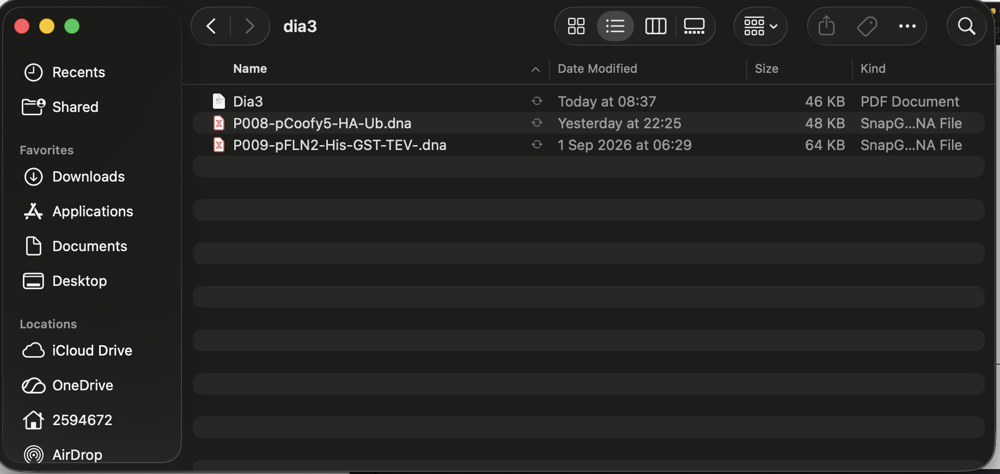 dia3
Recents
Shared
Favorites
Downloads
Applications
Documents
Desktop
Locations
iCloud Drive
OneDrive
2594672
AirDrop
Name Date Modified Size Kind
Dia3 Today at 08:37 46 KB PDF Document
P008-pCoofy5-HA-Ub.dna Yesterday at 22:25 48 KB SnapG...NA File
P009-pFLN2-His-GST-TEV-.dna 1 Sep 2026 at 06:29 64 KB SnapG...NA File